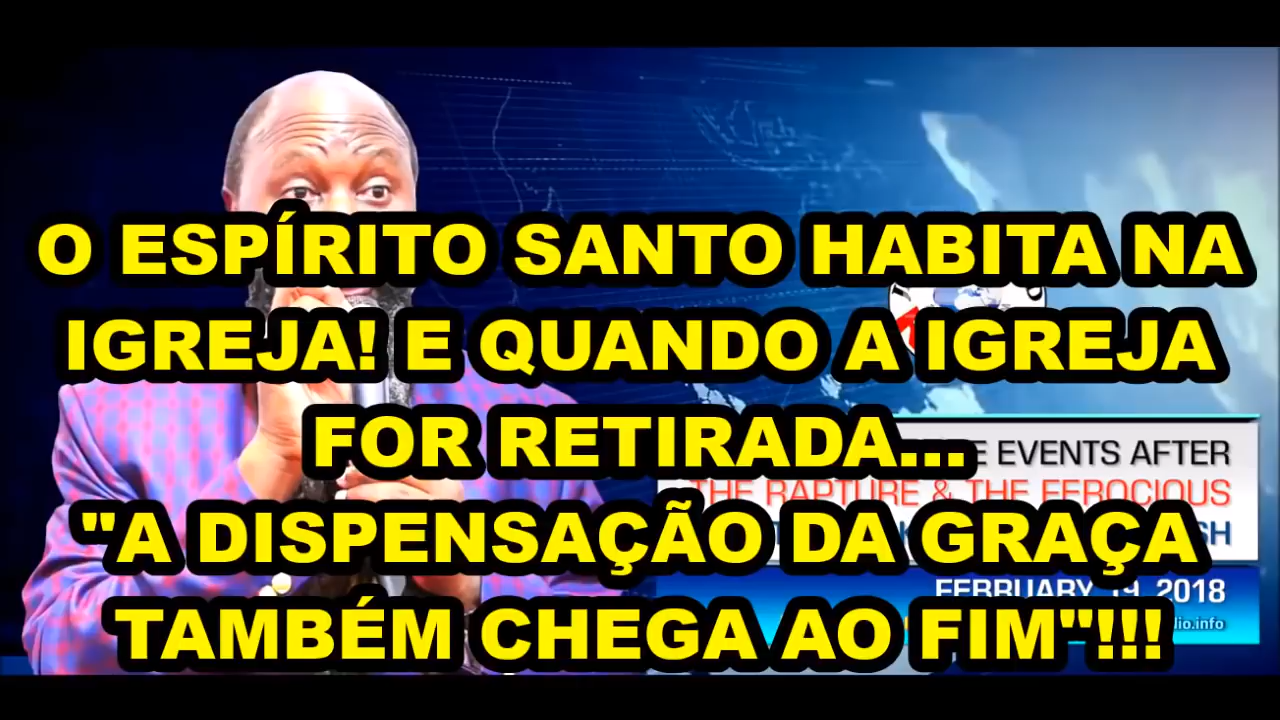 O ESPÍRITO SANTO HABITA NA
IGREJA! E QUANDO A IGREJA
FOR RETIRADA...
"A DISPENSAÇÃO DA GRAÇA
TAMBÉM CHEGA AO FIM"!!!
EVENTS AFTER
THE RAPTURE & THE FEROCIOUS
FEBRUARY 19, 2018